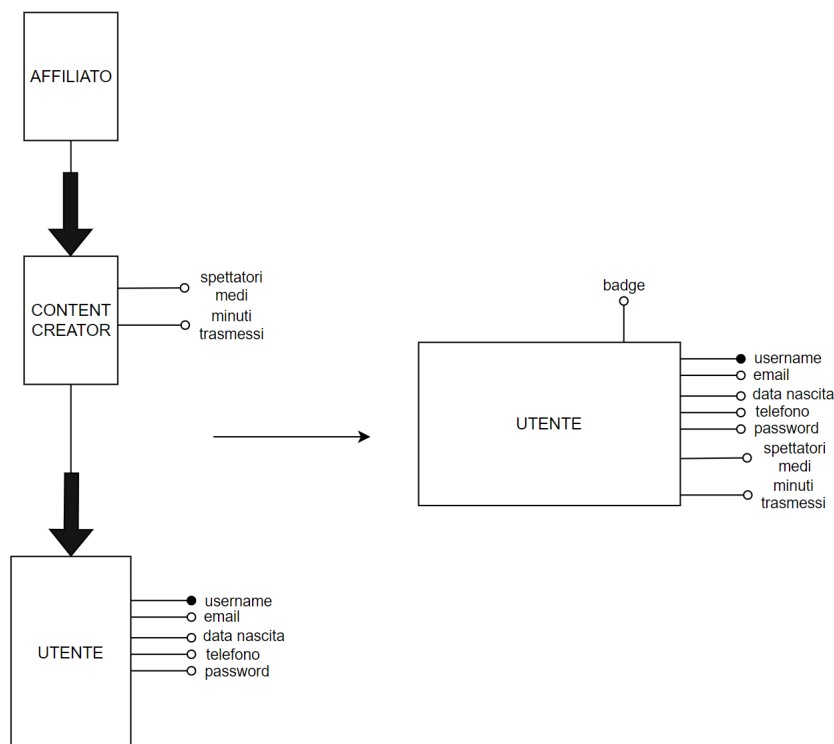 AFFILIATO
CONTENT
CREATOR
spettatori
medi
minuti
trasmessi
UTENTE
username
email
data nascita
telefono
password
badge
UTENTE
username
email
data nascita
telefono
password
spettatori
medi
minuti
trasmessi